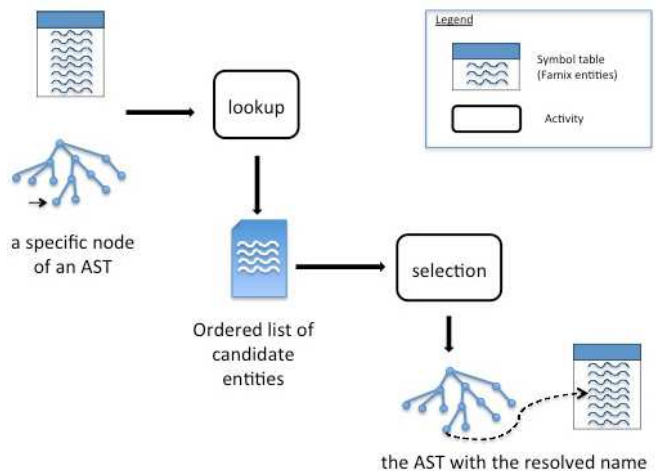 Legend
Symbol table
(Famix entities)
Activity
lookup
a specific node
of an AST
selection
Ordered list of
candidate
entities
the AST with the resolved name